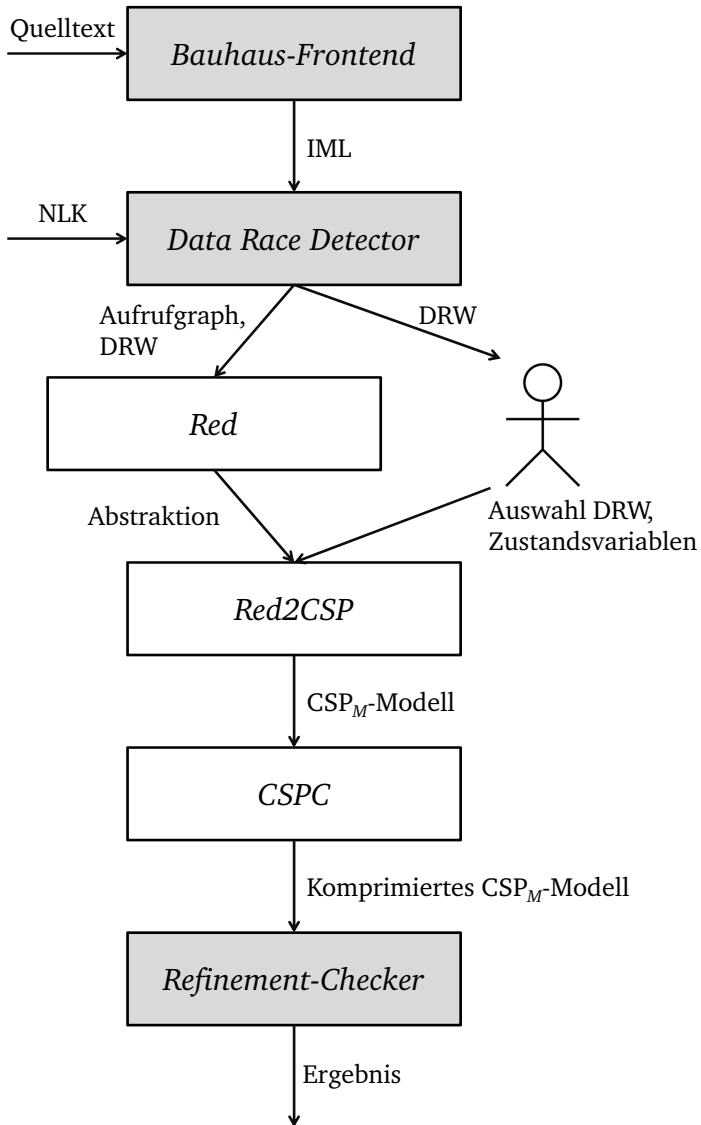 Quelltext
Bauhaus-Frontend
IML
NLK
Data Race Detector
Aufrufgraph,
DRW
DRW
Red
Abstraktion
Auswahl DRW,
Zustandsvariablen
Red2CSP
CSP_M-Modell
CSPC
Komprimiertes CSP_M-Modell
Refinement-Checker
Ergebnis